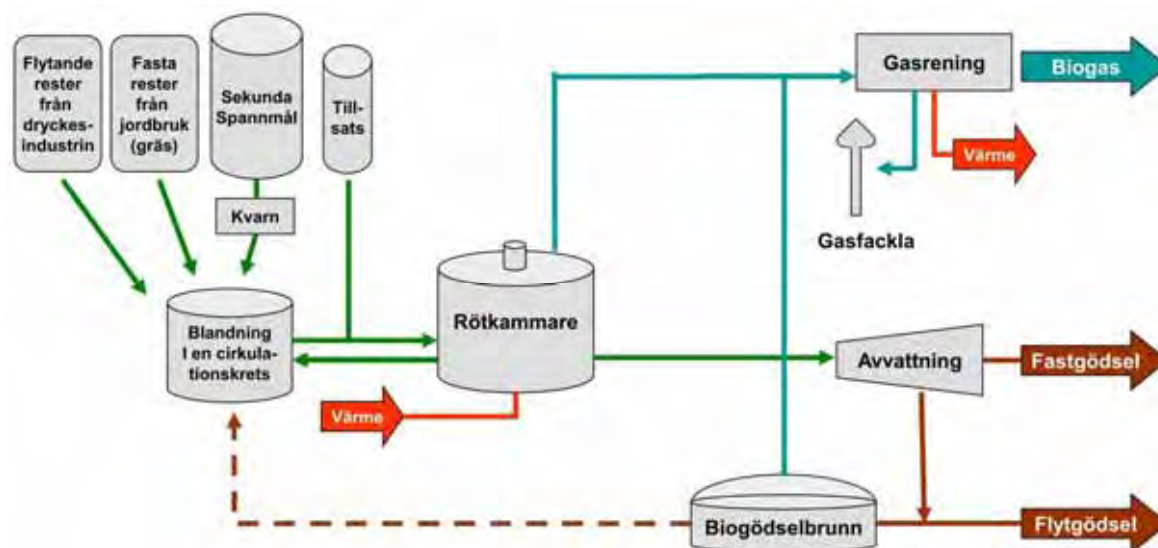 Flytande
rester
från
dryckes-
industrin
Fasta
rester
från
jordbruk
(gräs)
Sekunda
Spannmål
Till-
sats
Kvarn
Gasrening
Biogas
Värme
Gasfackla
Blandning
I en cirkula-
tionskrets
Rötkammare
Värme
Avvattning
Fastgödsel
Biogödselbrunn
Flytgödsel